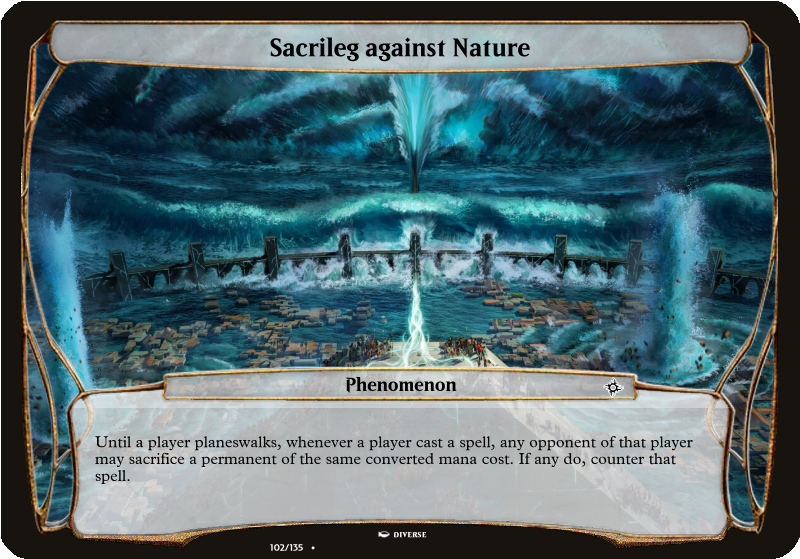 Sacrileg against Nature
Phenomenon
Until a player planeswalks, whenever a player cast a spell, any opponent of that player
may sacrifice a permanent of the same converted mana cost. If any do, counter that
spell.
DIVERSE
102/135 •